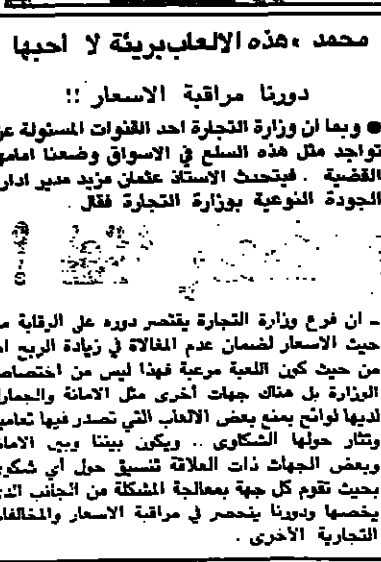 محمد «هذه الالعاب بريئة لا احبها
دورنا مراقبة الاسعار !!
● وبما ان وزارة التجارة احد القنوات المسئولة عن
تواجد مثل هذه السلع في الاسواق وضعنا امامها
القضية . فيتحدث الاستاذ عثمان مزيد مدير ادارة
الجودة النوعية بوزارة التجارة فقال .
ـ ان فرع وزارة التجارة يقتصر دوره على الرقابة من
حيث الاسعار لضمان عدم المغالاة في زيادة الربح اما
من حيث كون اللعبة مرعبة فهذا ليس من اختصاص
الوزارة بل هناك جهات أخرى مثل الامانة والجمارك
لديها لوائح بمنع بعض الالعاب التي تصدر فيها تعاميم
وتثار حولها الشكاوى .. ويكون بيننا وبين الامانة
وبعض الجهات ذات العلاقة تنسيق حول أي شكوى
بحيث تقوم كل جهة بمعالجة المشكلة من الجانب الذي
يخصها ودورنا ينحصر في مراقبة الاسعار والمخالفات
التجارية الأخرى .